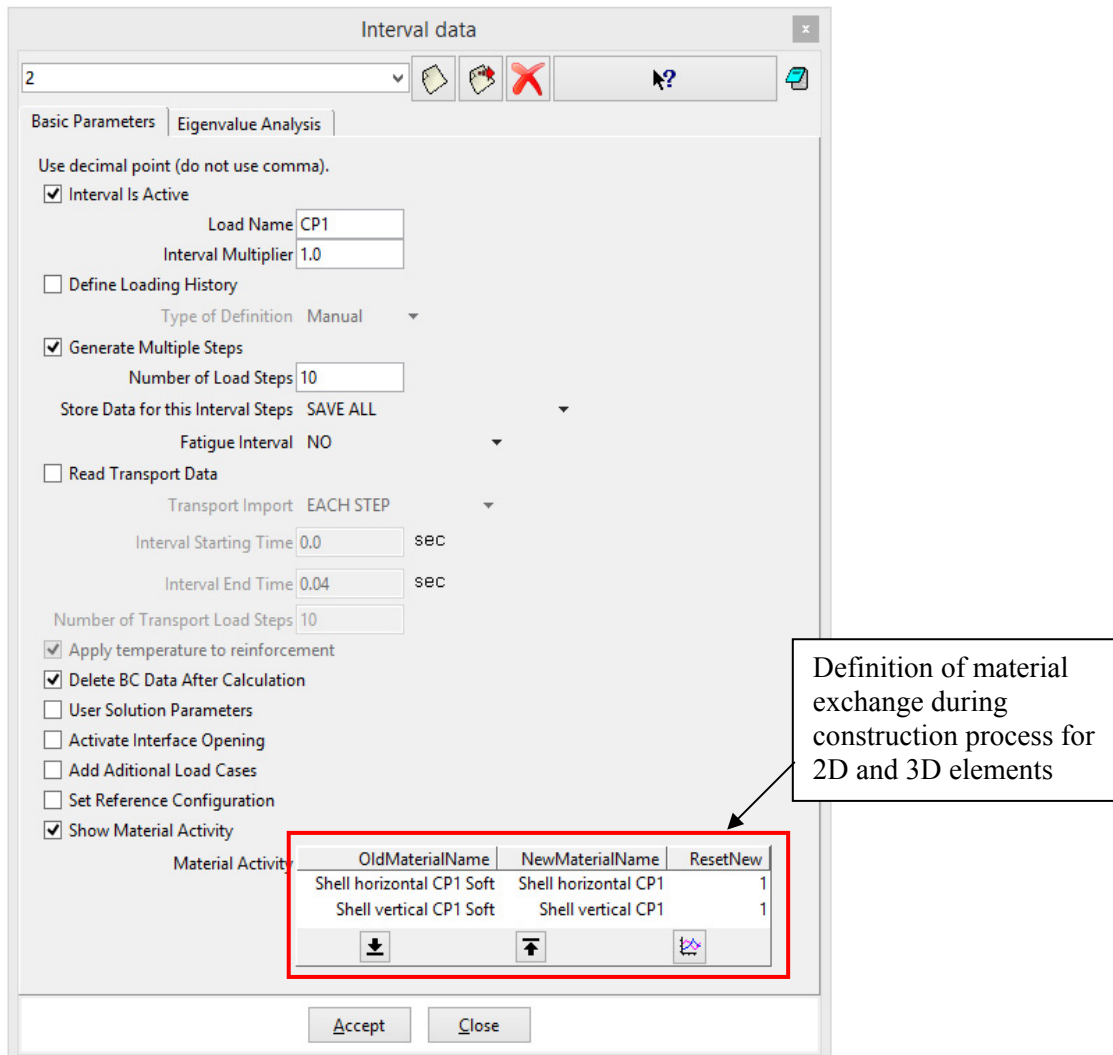 Interval data
x
2
?
Basic Parameters
Eigenvalue Analysis
Use decimal point (do not use comma).
Interval Is Active
Load Name CP1
Interval Multiplier 1.0
Define Loading History
Type of Definition Manual
Generate Multiple Steps
Number of Load Steps 10
Store Data for this Interval Steps SAVE ALL
Fatigue Interval NO
Read Transport Data
Transport Import EACH STEP
Interval Starting Time 0.0 sec
Interval End Time 0.04 sec
Number of Transport Load Steps 10
Apply temperature to reinforcement
Delete BC Data After Calculation
User Solution Parameters
Activate Interface Opening
Add Aditional Load Cases
Set Reference Configuration
Show Material Activity
Material Activity
OldMaterialName NewMaterialName ResetNew
Shell horizontal CP1 Soft Shell horizontal CP1 1
Shell vertical CP1 Soft Shell vertical CP1 1
Accept Close
Definition of material
exchange during
construction process for
2D and 3D elements